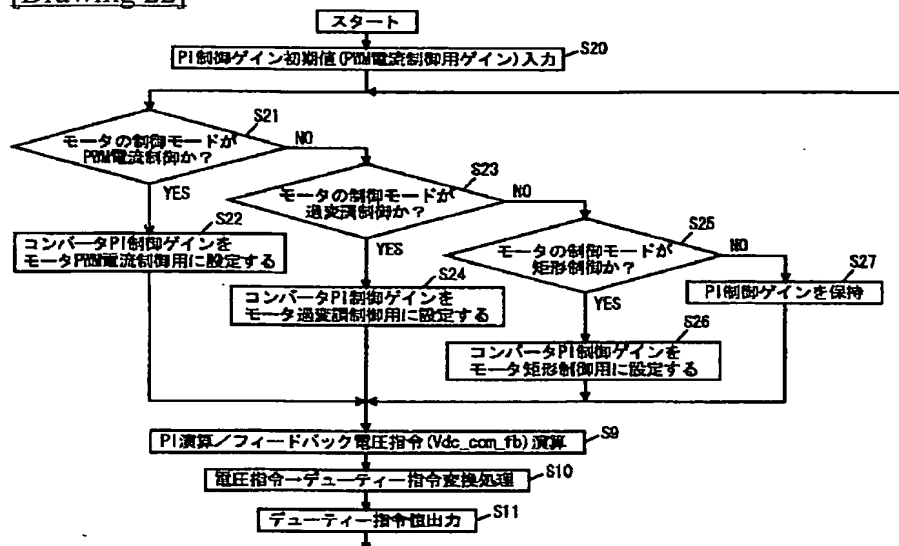 [Drawing 22]
スタート
PI制御ゲイン初期値(PWM電流制御用ゲイン)入力
S20
モータの制御モードが
PWM電流制御か?
S21
NO
YES
モータの制御モードが
過変調制御か?
S23
NO
YES
コンバータPI制御ゲインを
モータPWM電流制御用に設定する
S22
モータの制御モードが
矩形制御か?
S25
NO
YES
コンバータPI制御ゲインを
モータ過変調制御用に設定する
S24
PI制御ゲインを保持
S27
コンバータPI制御ゲインを
モータ矩形制御用に設定する
S26
PI演算/フィードバック電圧指令(Vdc_com_fb)演算
S9
電圧指令→デューティー指令変換処理
S10
デューティー指令値出力
S11